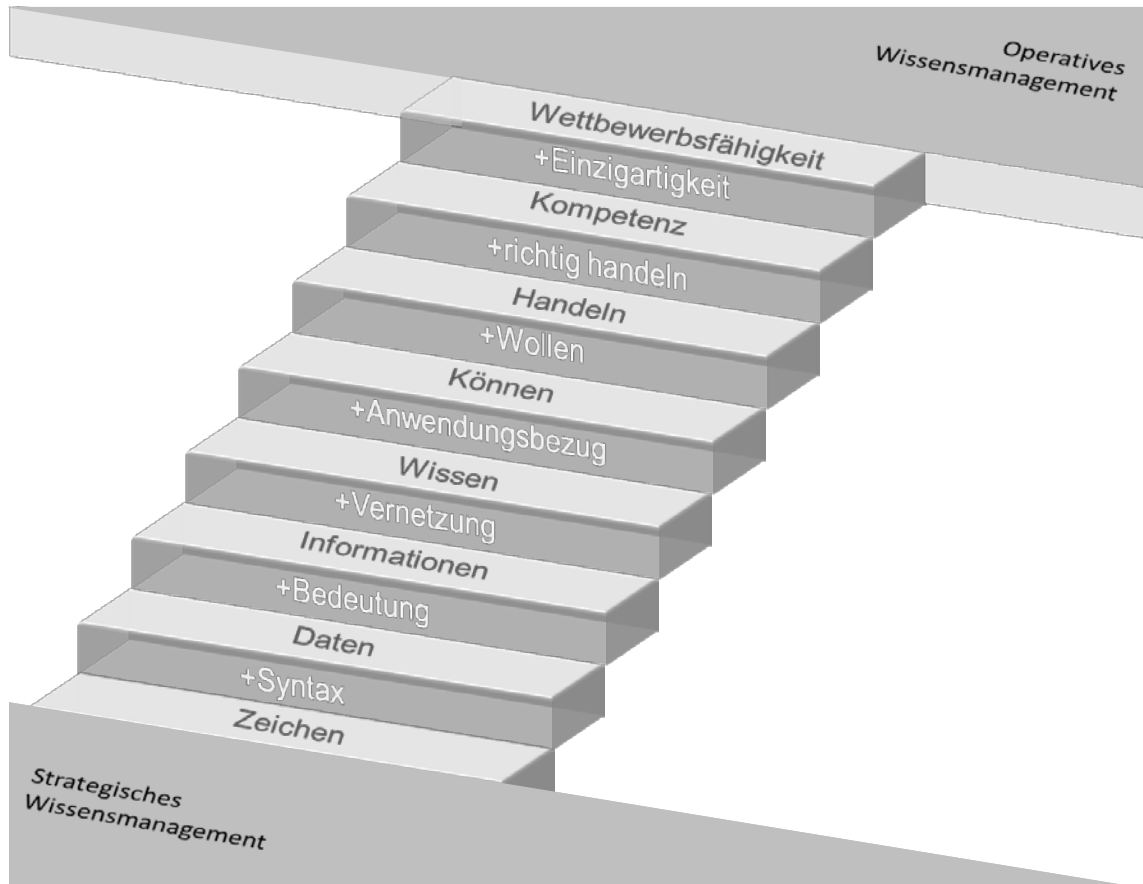 Operatives
Wissensmanagement
Wettbewerbsfähigkeit
+Einzigartigkeit
Kompetenz
+richtig handeln
Handeln
+Wollen
Können
+Anwendungsbezug
Wissen
+Vernetzung
Informationen
+Bedeutung
Daten
+Syntax
Zeichen
Strategisches
Wissensmanagement